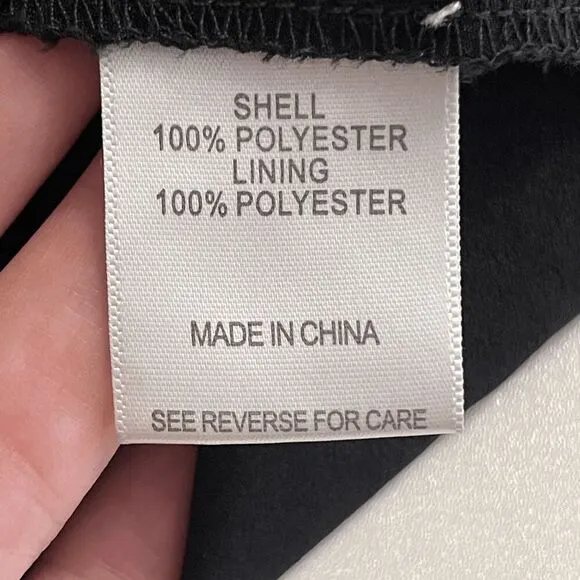 SHELL
100% POLYESTER
LINING
100% POLYESTER
MADE IN CHINA
SEE REVERSE FOR CARE